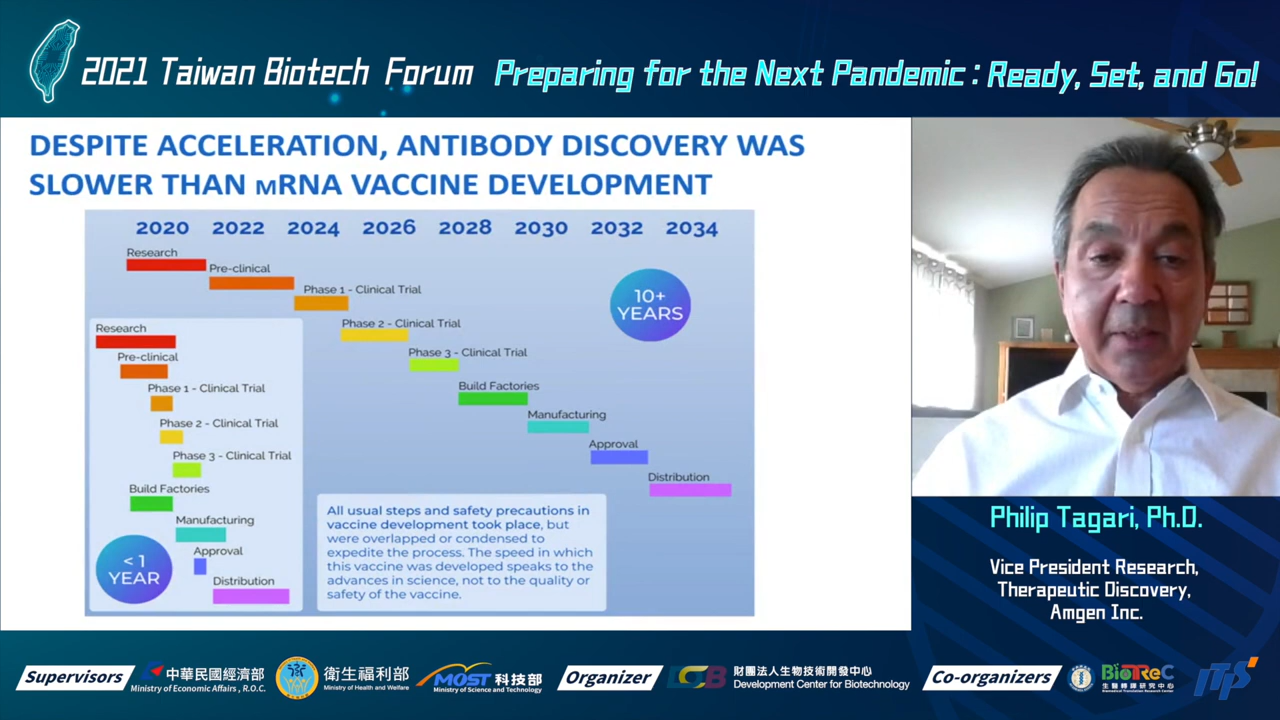 2021 Taiwan Biotech Forum Preparing for the Next Pandemic : Ready, Set, and Go!
DESPITE ACCELERATION, ANTIBODY DISCOVERY WAS
SLOWER THAN MRNA VACCINE DEVELOPMENT
2020 2022 2024 2026 2028 2030 2032 2034
Research
Pre-clinical
Phase 1 - Clinical Trial
Phase 2 - Clinical Trial
Phase 3 - Clinical Trial
Build Factories
Manufacturing
Approval
Distribution
10+
YEARS
Research
Pre-clinical
Phase 1 - Clinical Trial
Phase 2 - Clinical Trial
Phase 3 - Clinical Trial
Build Factories
Manufacturing
Approval
Distribution
< 1
YEAR
All usual steps and safety precautions in
vaccine development took place, but
were overlapped or condensed to
expedite the process. The speed in which
this vaccine was developed speaks to the
advances in science, not to the quality or
safety of the vaccine.
Philip Tagari, Ph.D.
Vice President Research,
Therapeutic Discovery,
Amgen Inc.
Supervisors
中華民國經濟部
Ministry of Economic Affairs , R.O.C.
衛生福利部
Ministry of Health and Welfare
MOST 科技部
Ministry of Science and Technology
Organizer
DCB
財團法人生物技術開發中心
Development Center for Biotechnology
Co-organizers
BioTReC
生醫轉譯研究中心
Biomedical Translation Research Center